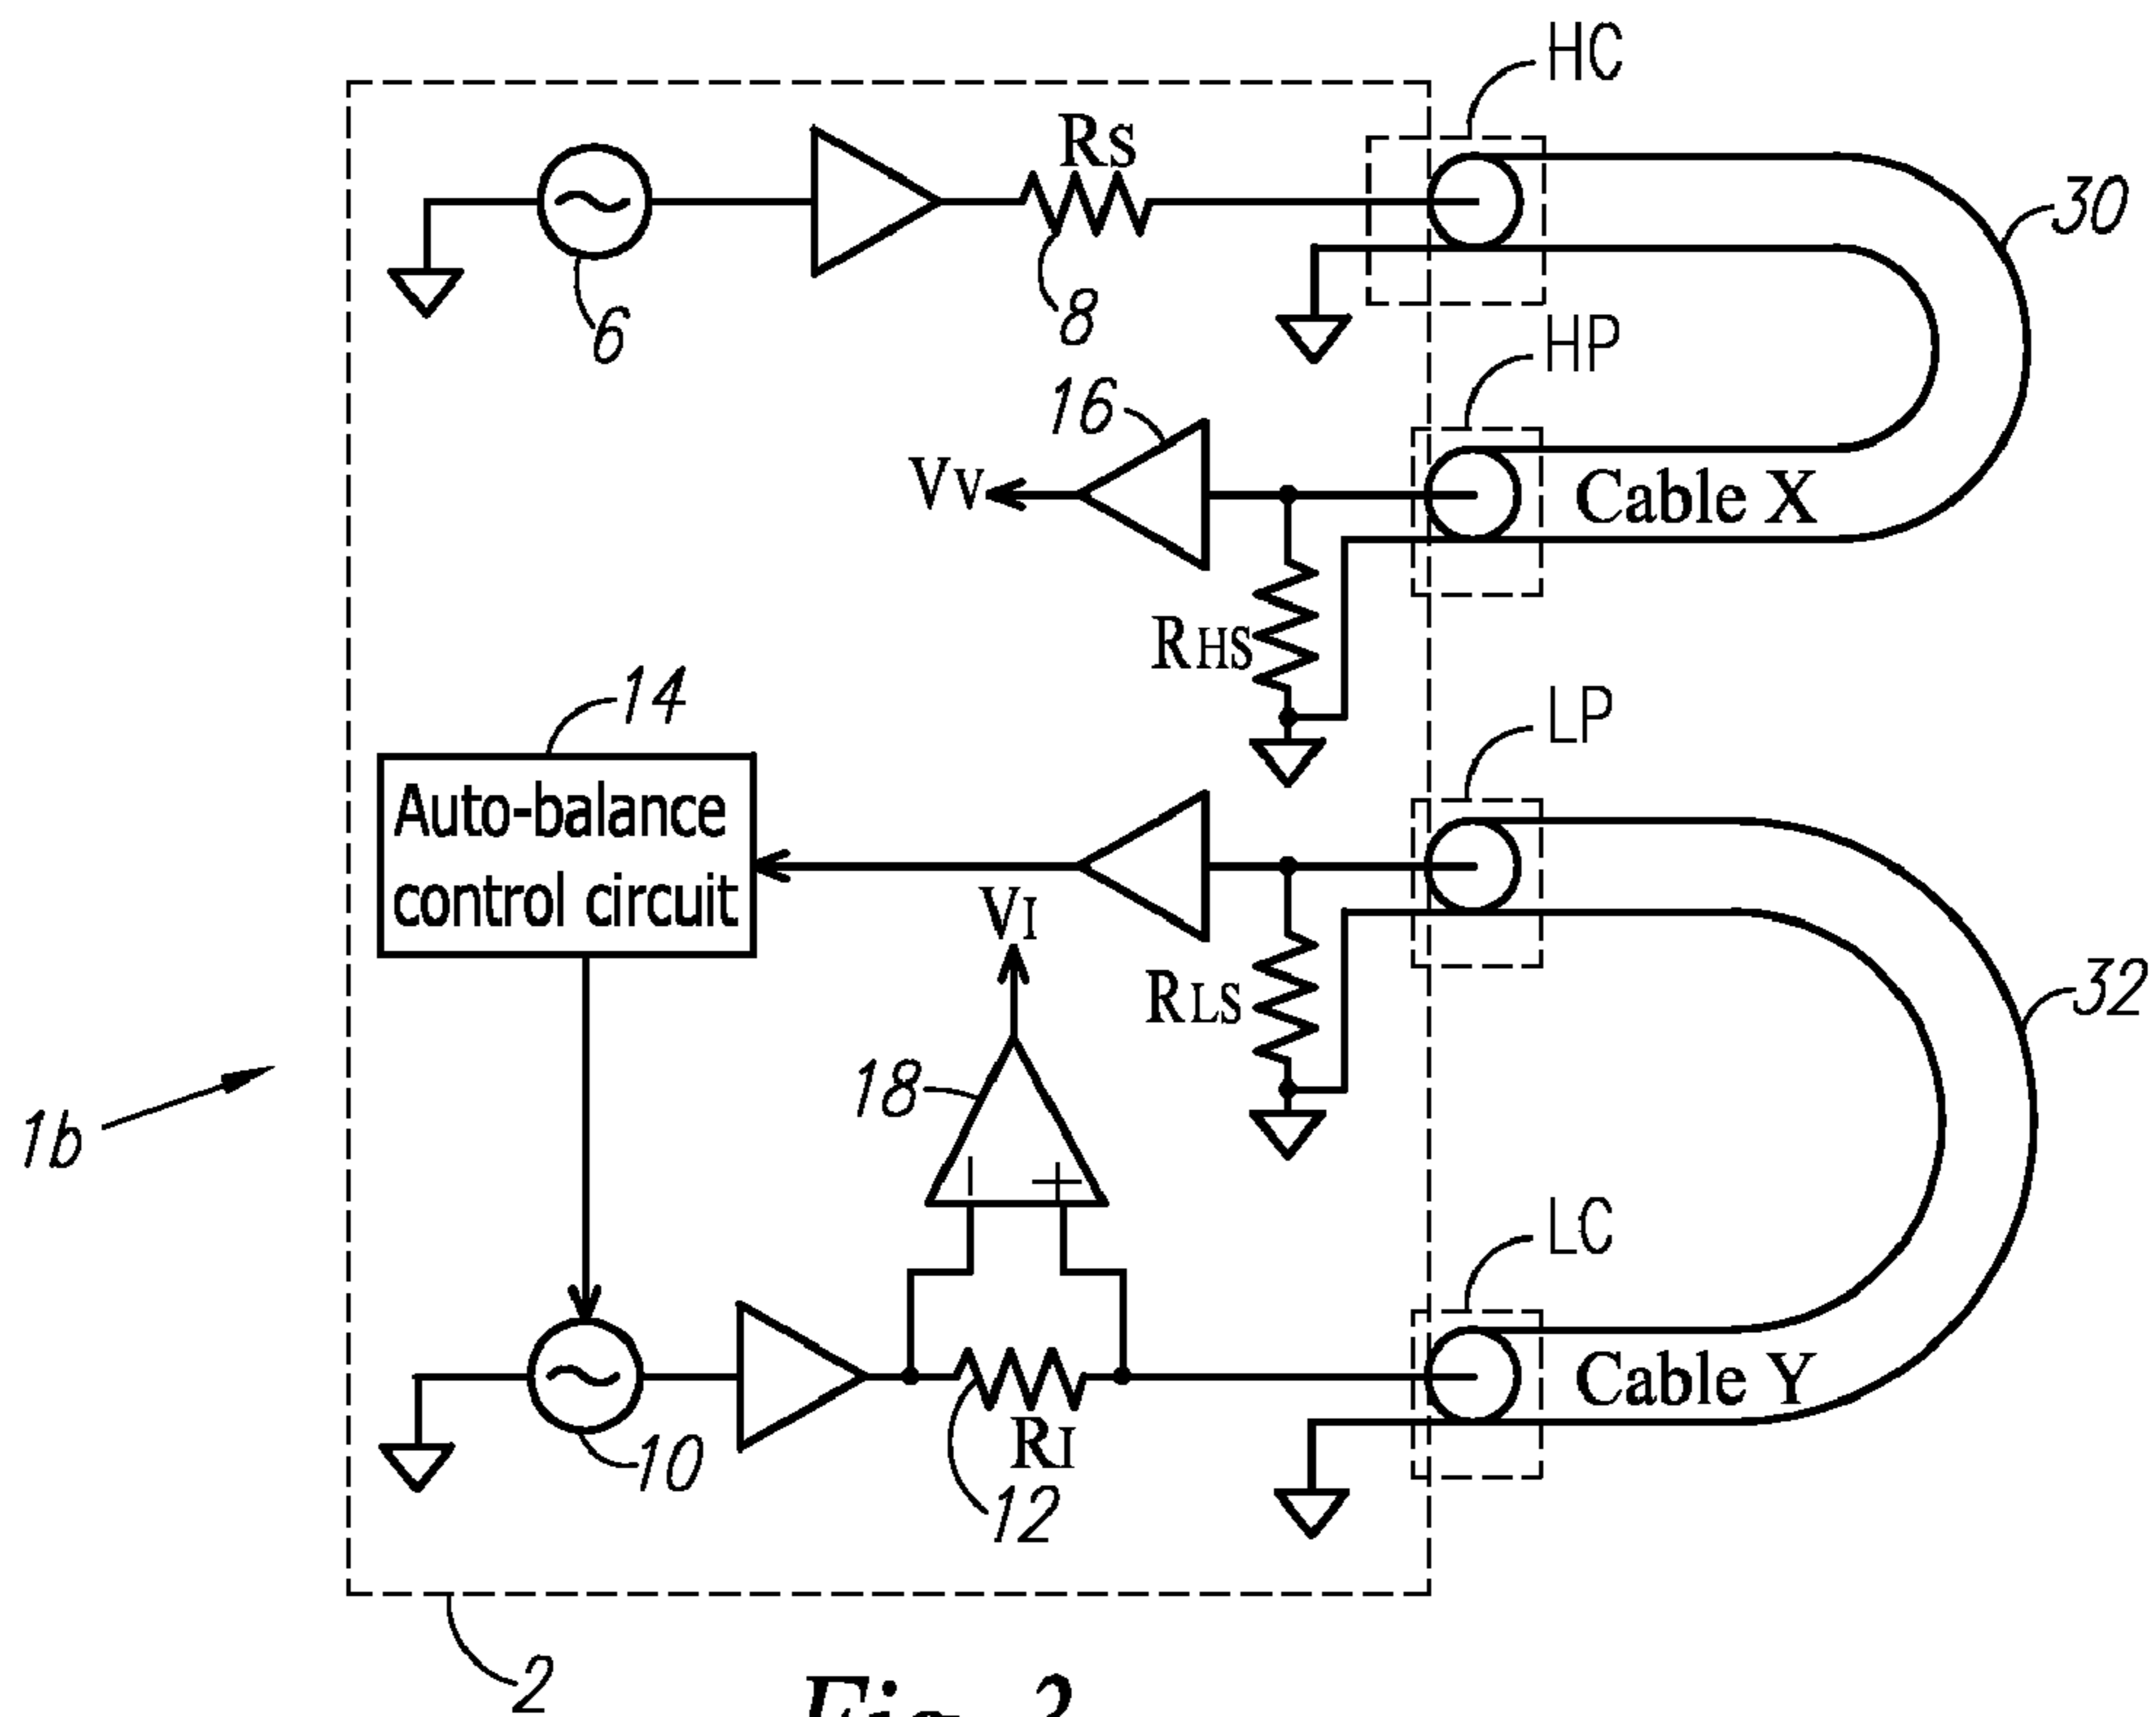 HC
RS
30
6
8
HP
16
VV
Cable X
RHS
14
LP
Auto-balance
control circuit
VI
RLS
32
18
1b
− +
LC
Cable Y
RI
10
12
2